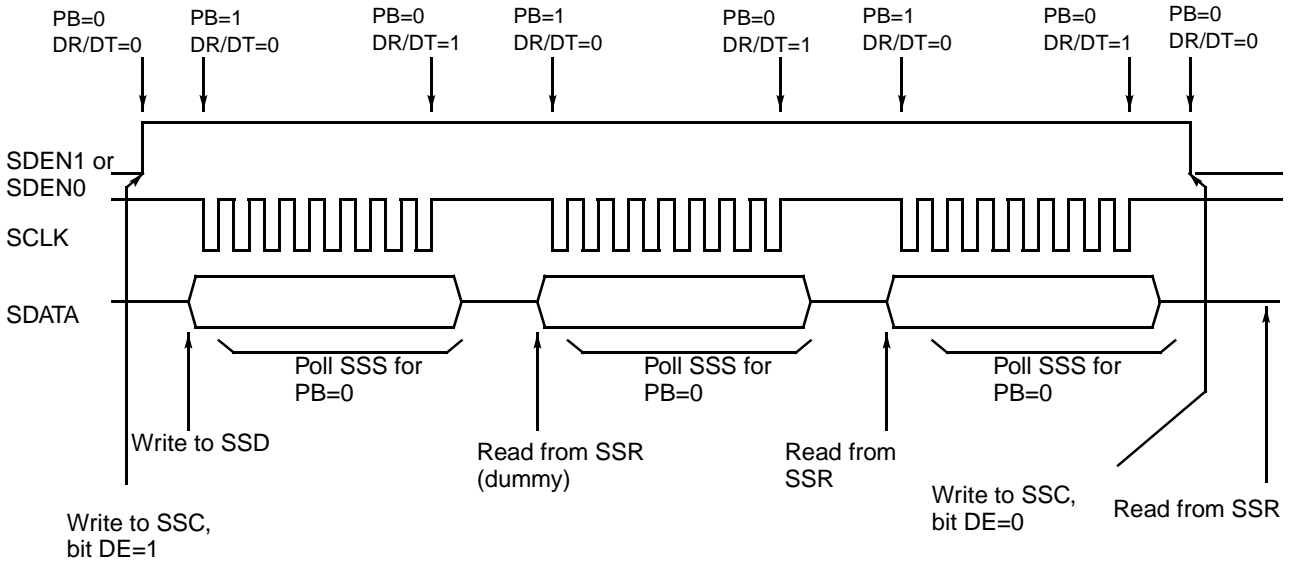 PB=0 PB=1 PB=0 PB=1 PB=0 PB=1 PB=0 PB=0
DR/DT=0 DR/DT=0 DR/DT=1 DR/DT=0 DR/DT=1 DR/DT=0 DR/DT=1 DR/DT=0
SDEN1 or
SDEN0
SCLK
SDATA
Poll SSS for
PB=0
Poll SSS for
PB=0
Poll SSS for
PB=0
Write to SSD
Read from SSR
(dummy)
Read from
SSR
Write to SSC,
bit DE=0
Read from SSR
Write to SSC,
bit DE=1